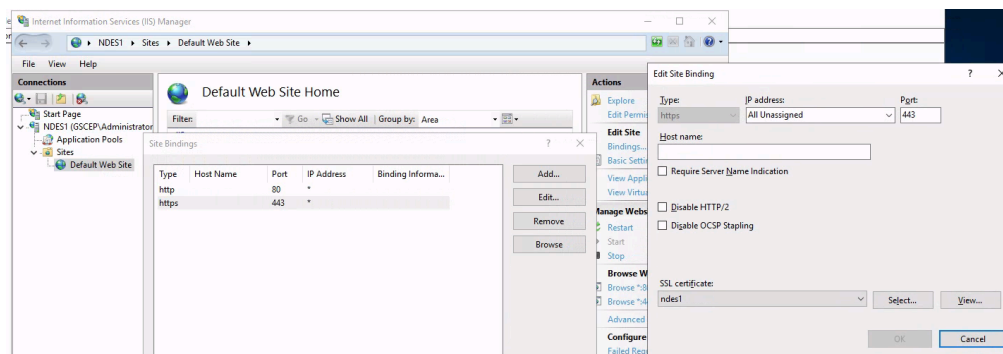 Internet Information Services (IIS) Manager
NDES1 Sites Default Web Site
File View Help
Connections
Start Page
NDES1 (GSCEP\Administrator
Application Pools
Sites
Default Web Site
Default Web Site Home
Filter: Go Show All Group by: Area
Site Bindings ? ×
Type Host Name Port IP Address Binding Informa...
http 80 *
https 443 *
Add...
Edit...
Remove
Browse
Actions
Explore
Edit Permi
Edit Site
Bindings...
Basic Setti
View Appli
View Virtu
Manage Webs
Restart
Start
Stop
Browse W
Browse *:8
Browse *:4
Advanced
Configure
Failed Req
Edit Site Binding ?
Type: IP address: Port:
https All Unassigned 443
Host name:
Require Server Name Indication
Disable HTTP/2
Disable OCSP Stapling
SSL certificate:
ndes1 Select... View...
OK Cancel